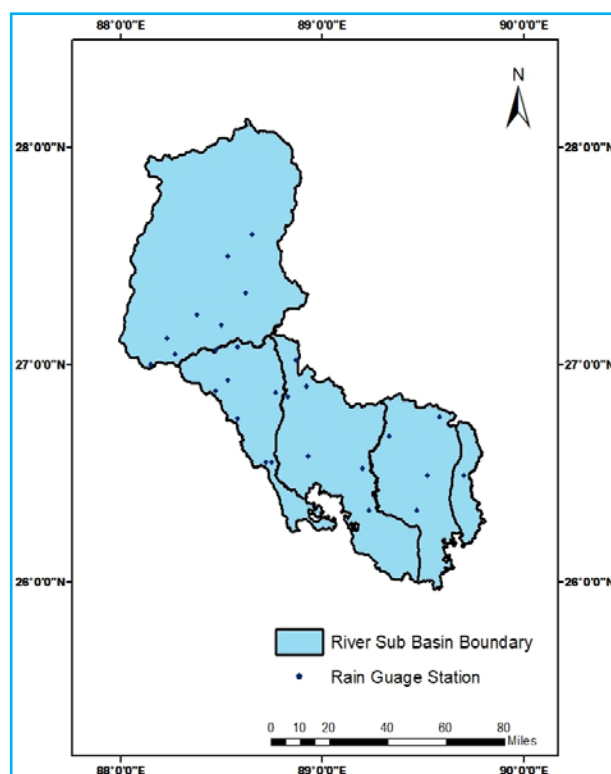 88°0'0"E 89°0'0"E 90°0'0"E
N
28°0'0"N 28°0'0"N
27°0'0"N 27°0'0"N
26°0'0"N 26°0'0"N
River Sub Basin Boundary
Rain Guage Station
0 10 20 40 60 80
Miles
88°0'0"E 89°0'0"E 90°0'0"E